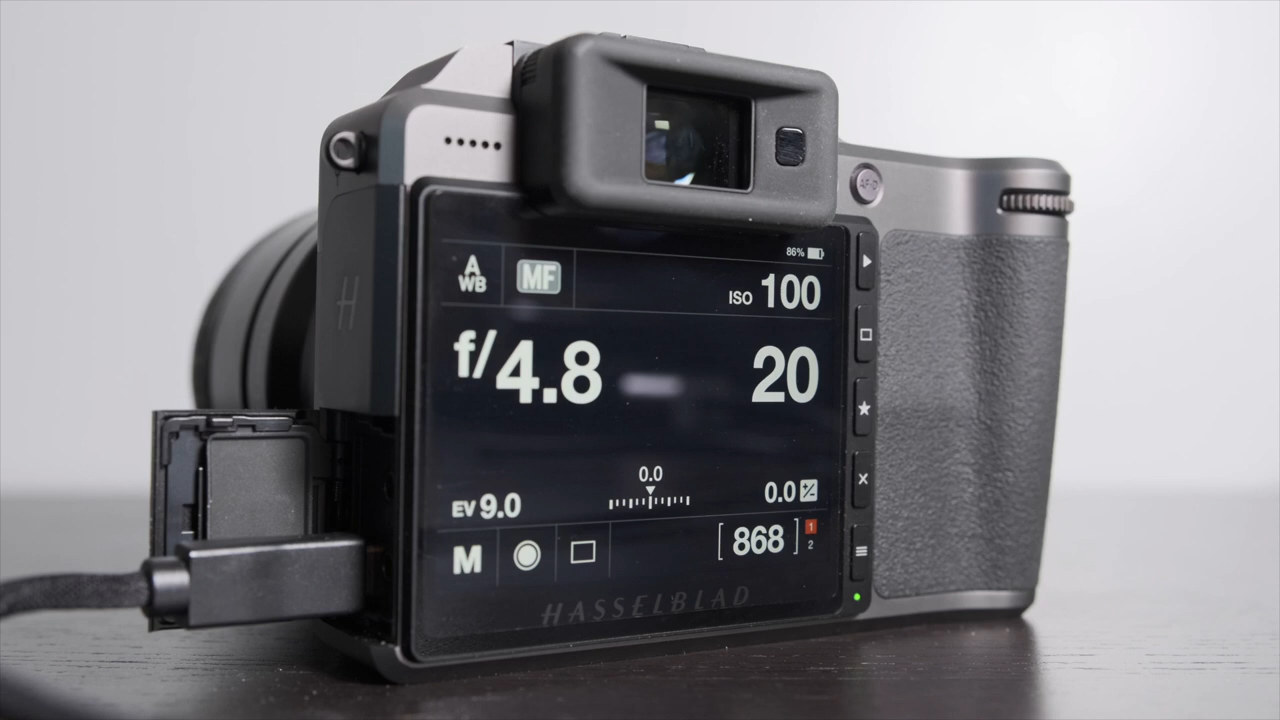 86%
A
WB
MF
ISO 100
f/4.8
20
0.0
EV 9.0
0.0
M
[868]
1
2
HASSELBLAD
AF-D
H